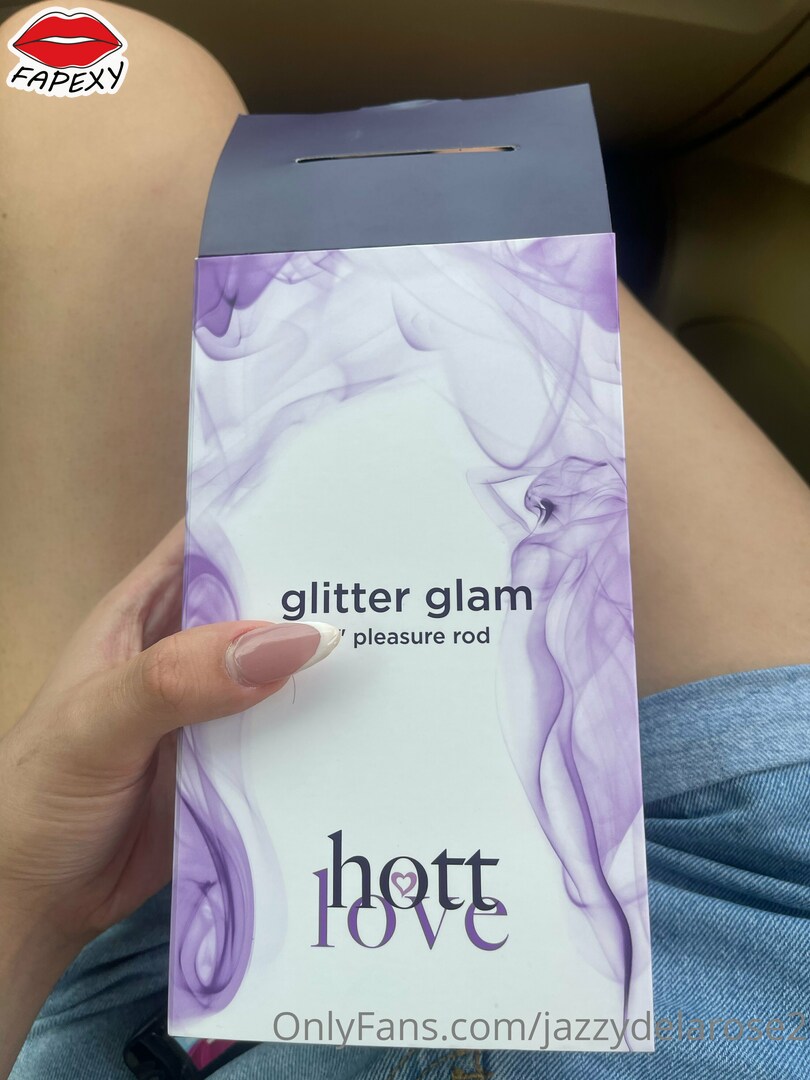 FAPEXY
glitter glam
" pleasure rod
hott
love
OnlyFans.com/jazzydelarose2